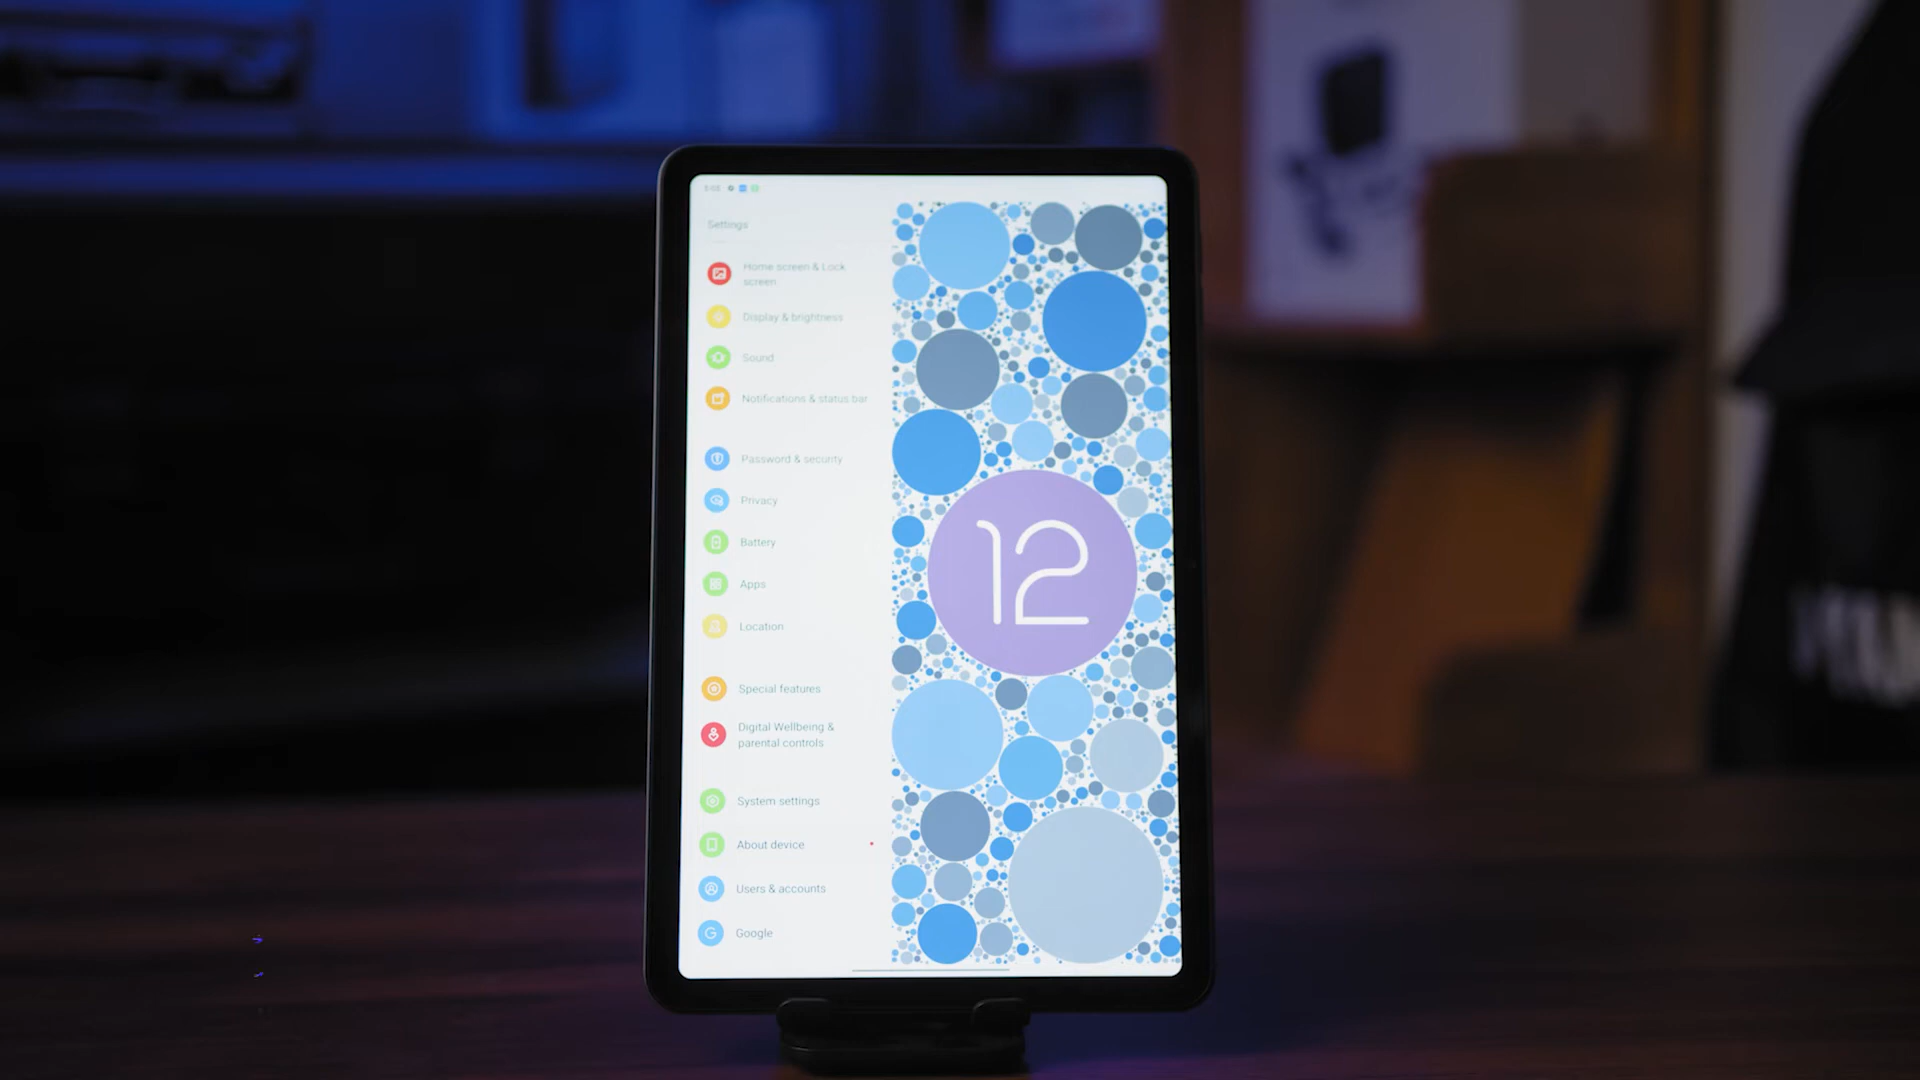 Settings
Home screen & Lock
screen
Display & brightness
Sound
Notifications & status bar
Password & security
Privacy
Battery
Apps
Location
Special features
Digital Wellbeing &
parental controls
System settings
About device
Users & accounts
Google
12